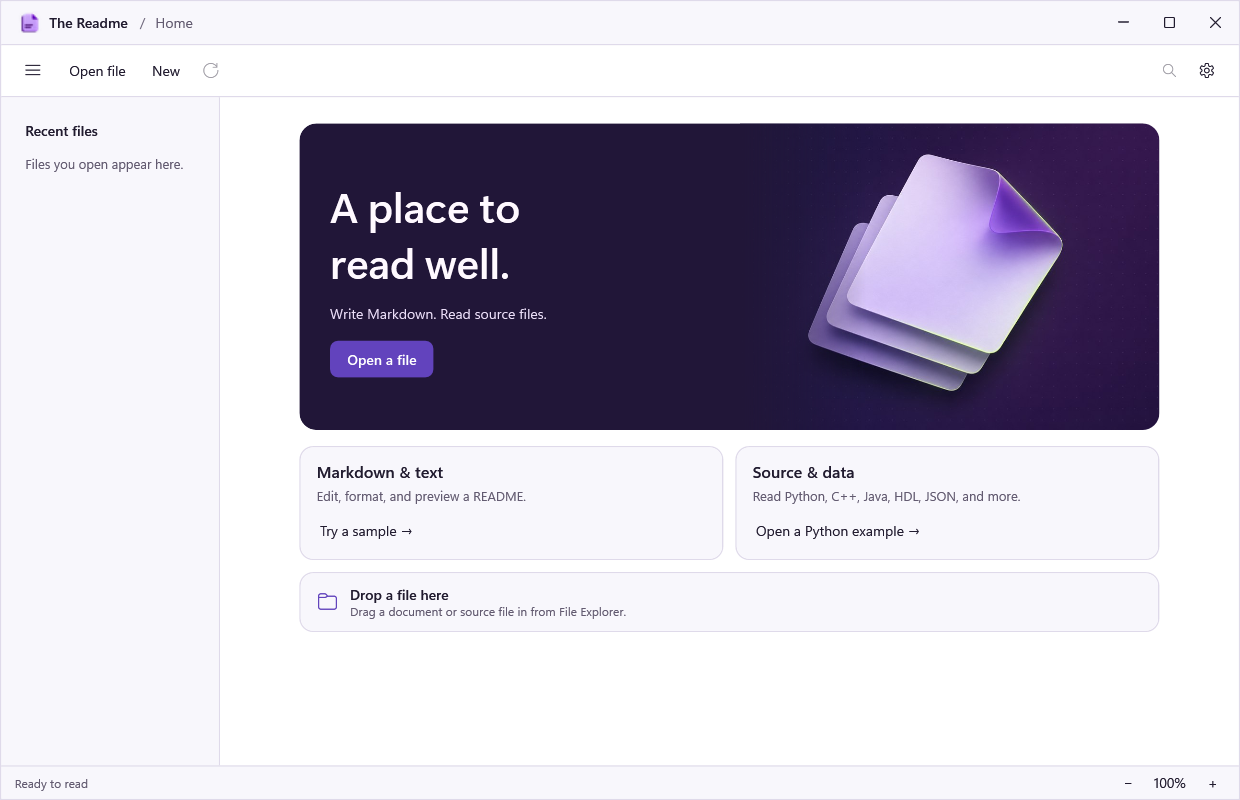 The Readme / Home
Open file New
Recent files
Files you open appear here.
A place to
read well.
Write Markdown. Read source files.
Open a file
Markdown & text
Edit, format, and preview a README.
Try a sample →
Source & data
Read Python, C++, Java, HDL, JSON, and more.
Open a Python example →
Drop a file here
Drag a document or source file in from File Explorer.
Ready to read
− 100% +